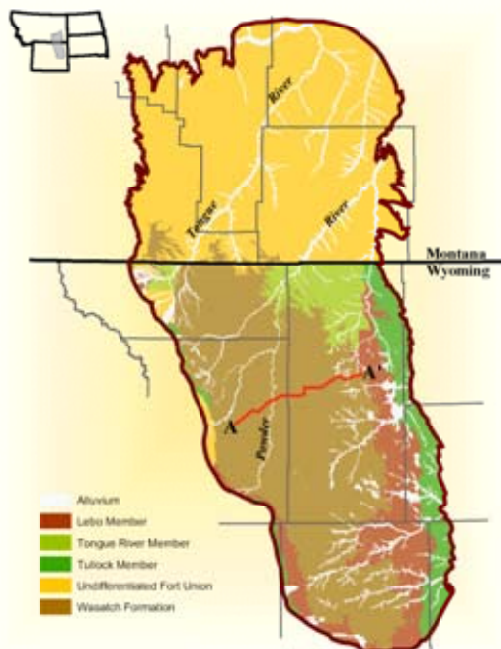 River
Tongue
River
Montana
Wyoming
A
A'
Powder
Alluvium
Lebo Member
Tongue River Member
Tullock Member
Undifferentiated Fort Union
Wasatch Formation